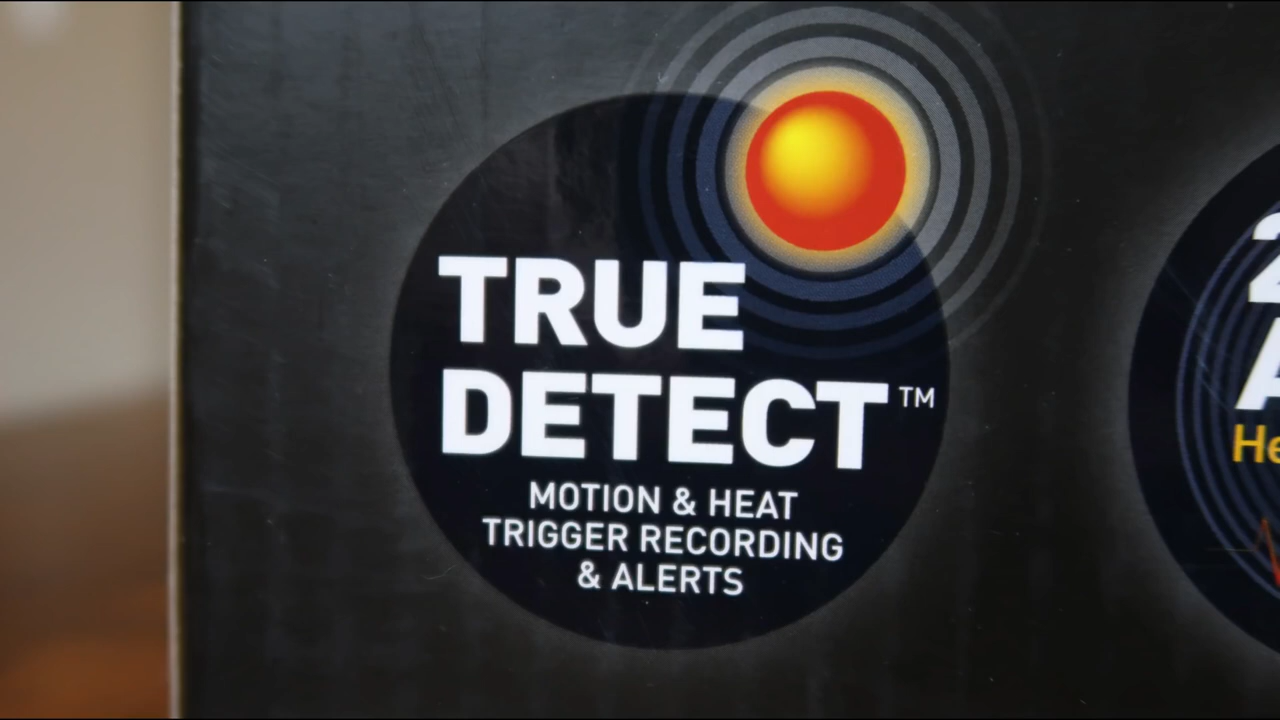 TRUE
DETECT™
MOTION & HEAT
TRIGGER RECORDING
& ALERTS